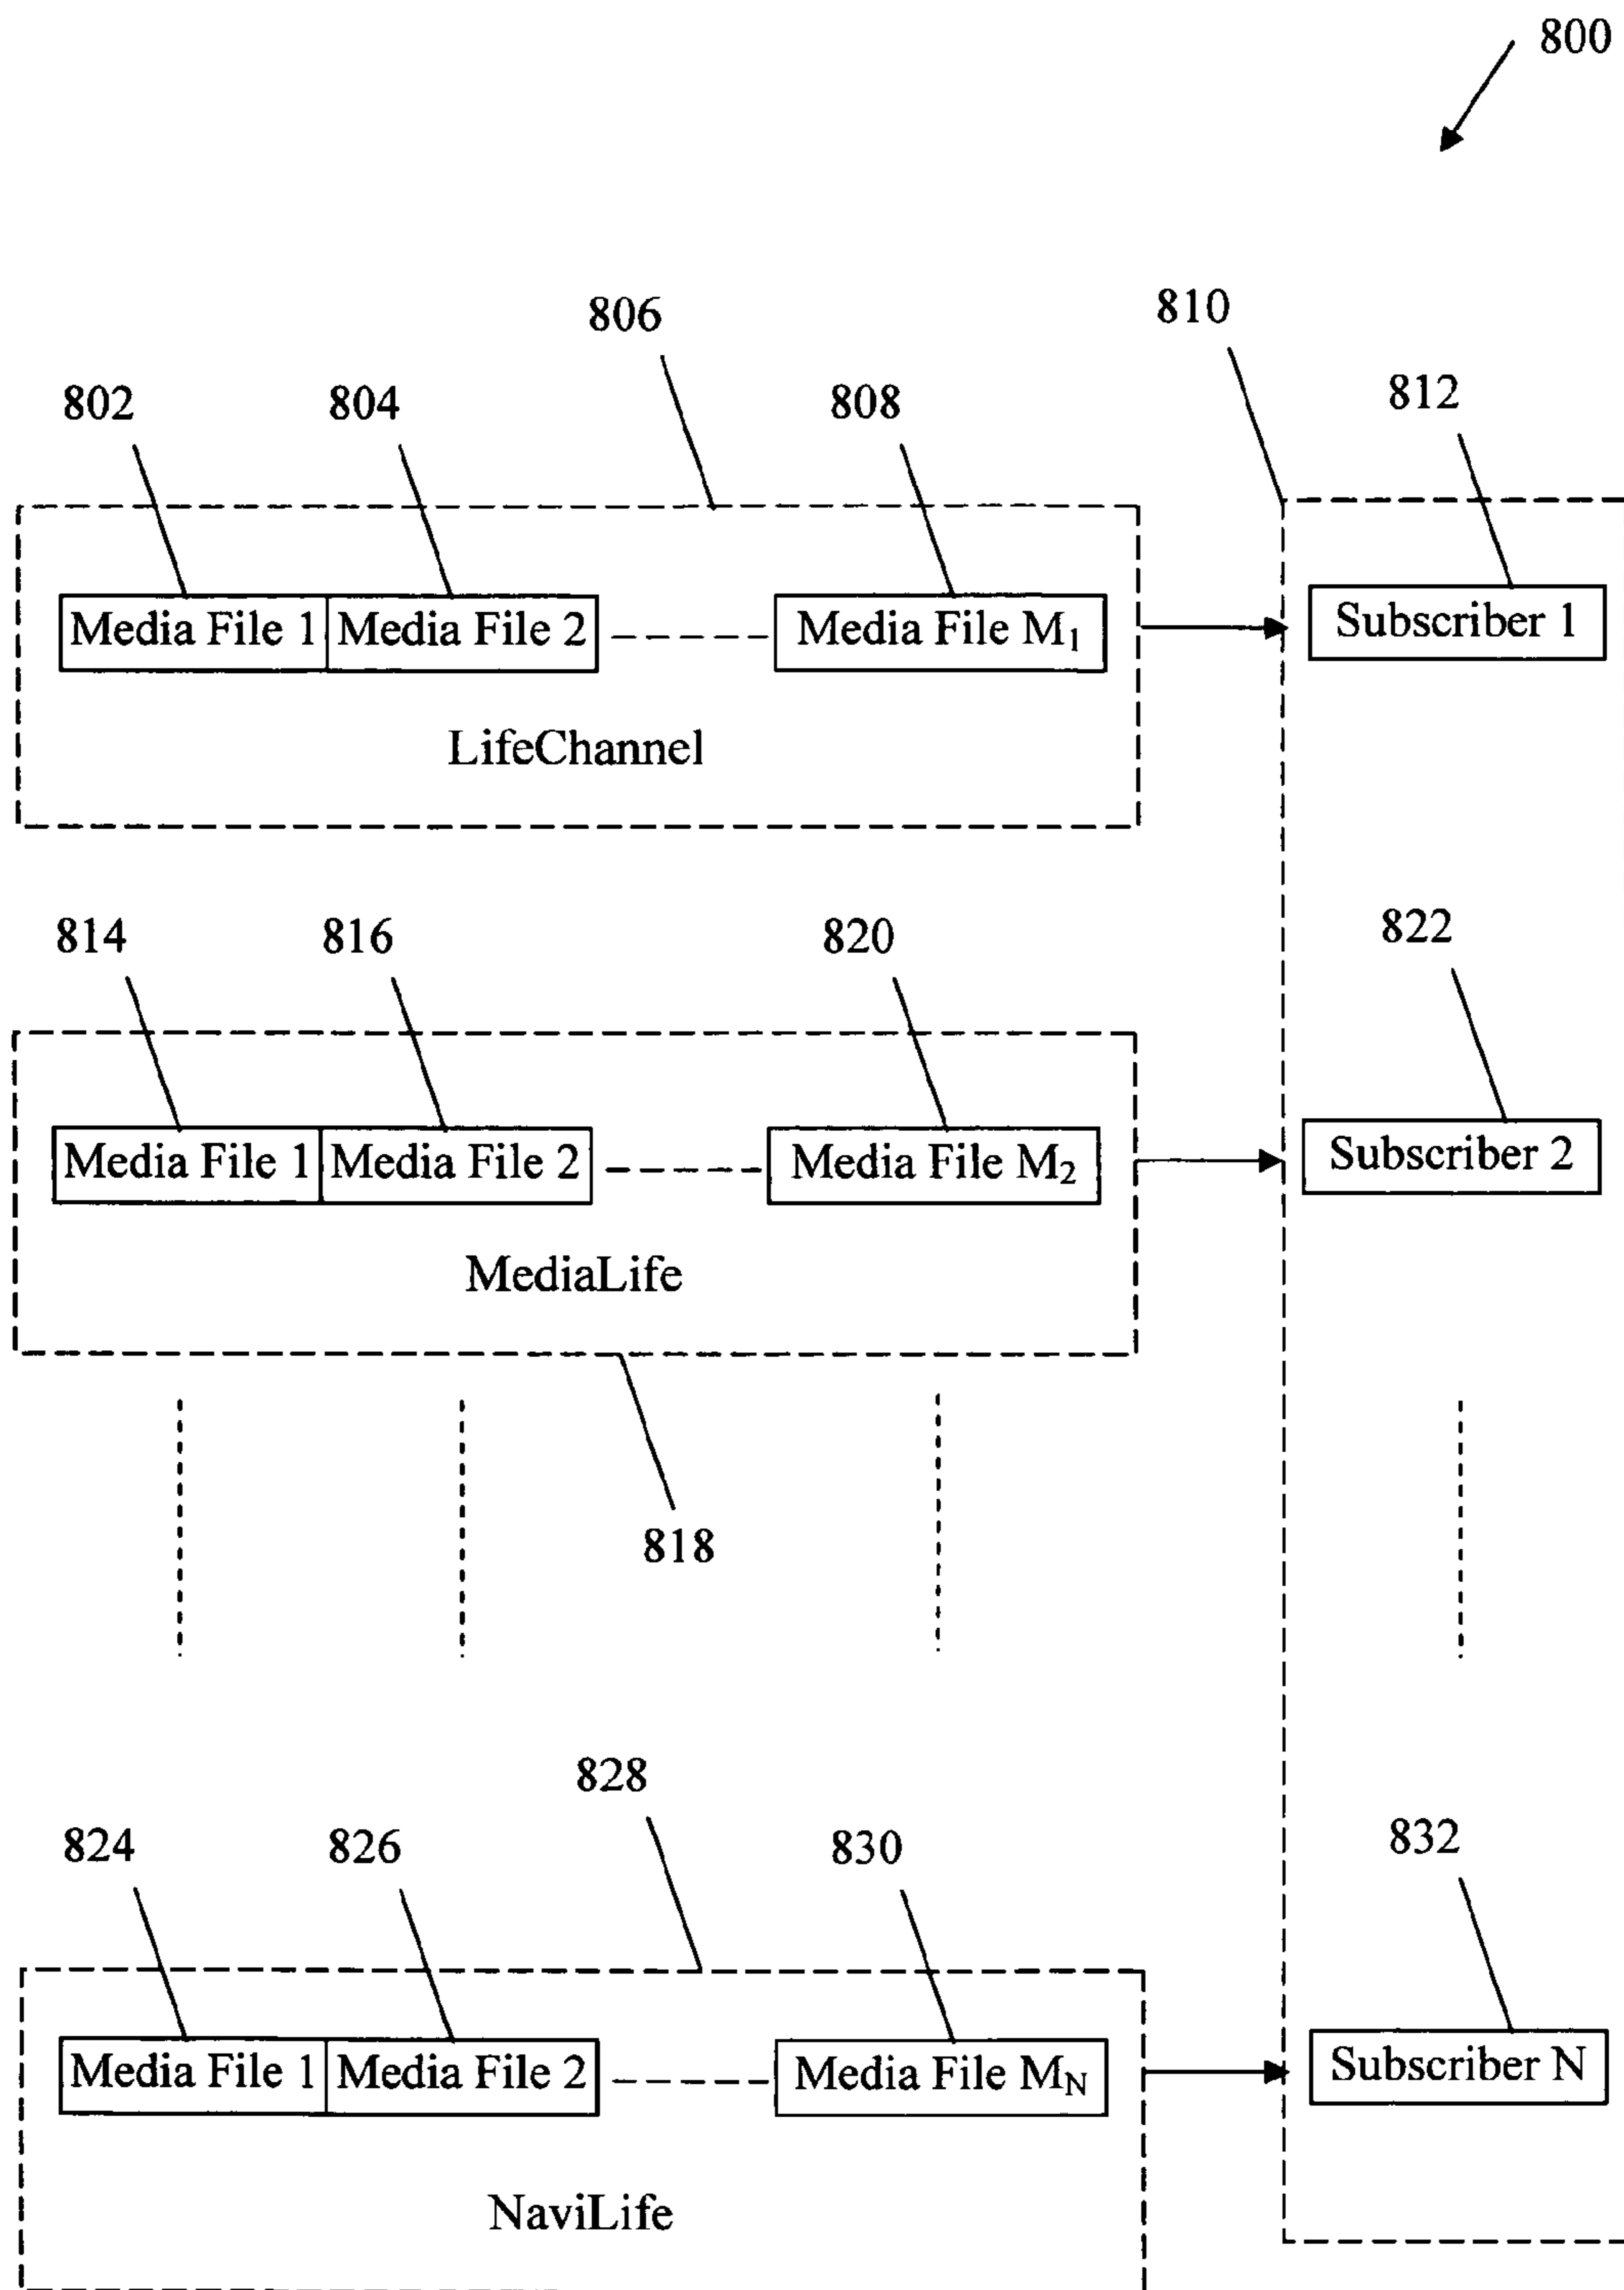 800
806
810
802
804
808
812
Media File 1
Media File 2
Media File M₁
Subscriber 1
LifeChannel
814
816
820
822
Media File 1
Media File 2
Media File M₂
Subscriber 2
MediaLife
818
828
824
826
830
832
Media File 1
Media File 2
Media File Mₙ
Subscriber N
NaviLife